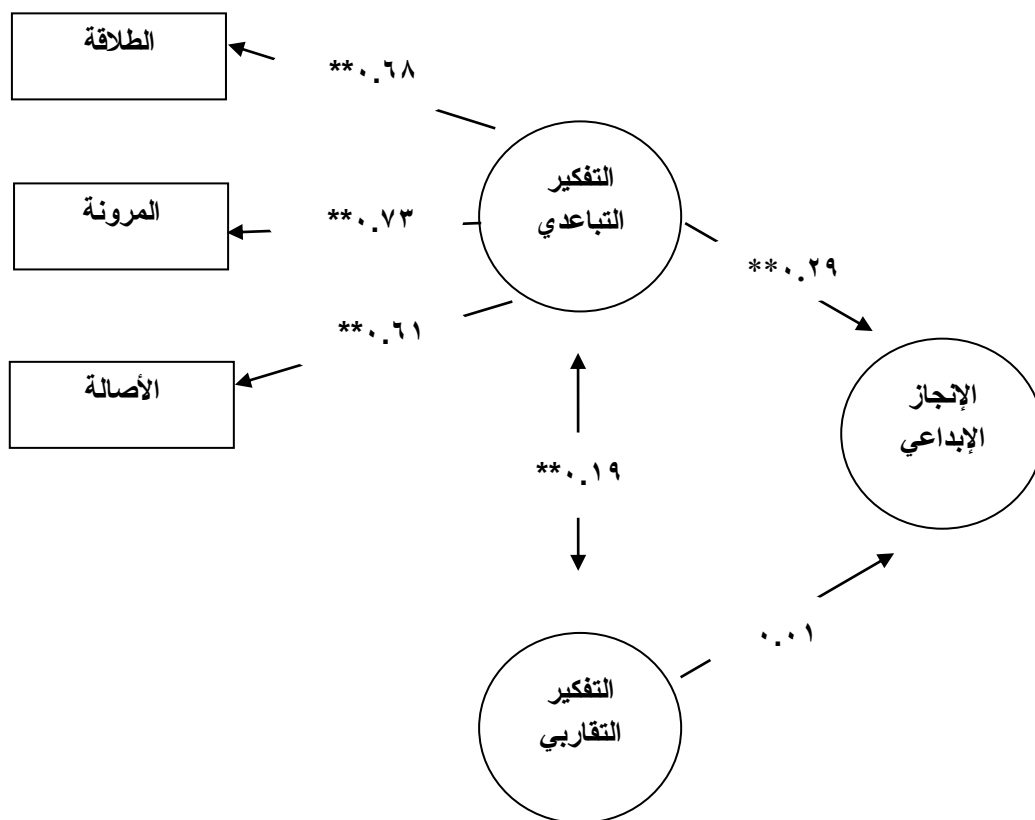 الطلاقة
**٠.٦٨
المرونة
**٠.٧٣
الأصالة
**٠.٦١
التفكير
التباعدي
**٠.٢٩
الإنجاز
الإبداعي
**٠.١٩
٠.٠١
التفكير
التقاربي